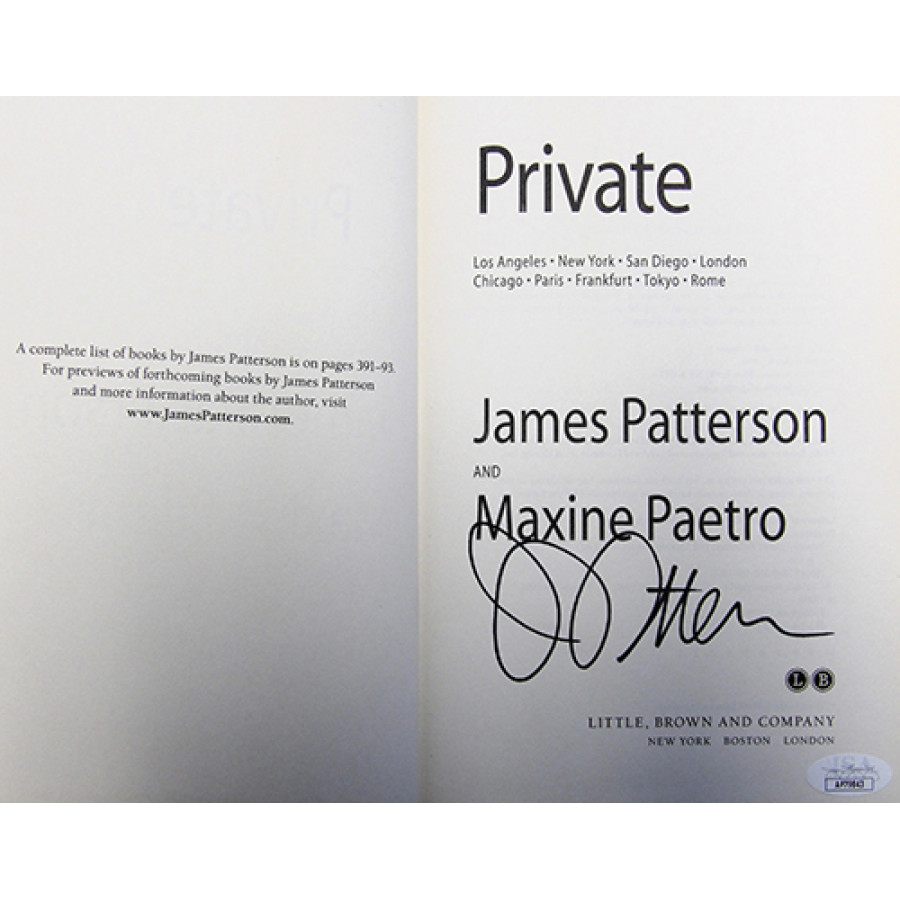 A complete list of books by James Patterson is on pages 391–93.
For previews of forthcoming books by James Patterson
and more information about the author, visit
www.JamesPatterson.com.
Private
Los Angeles • New York • San Diego • London
Chicago • Paris • Frankfurt • Tokyo • Rome
James Patterson
AND
Maxine Paetro
L B
LITTLE, BROWN AND COMPANY
NEW YORK BOSTON LONDON
JSA